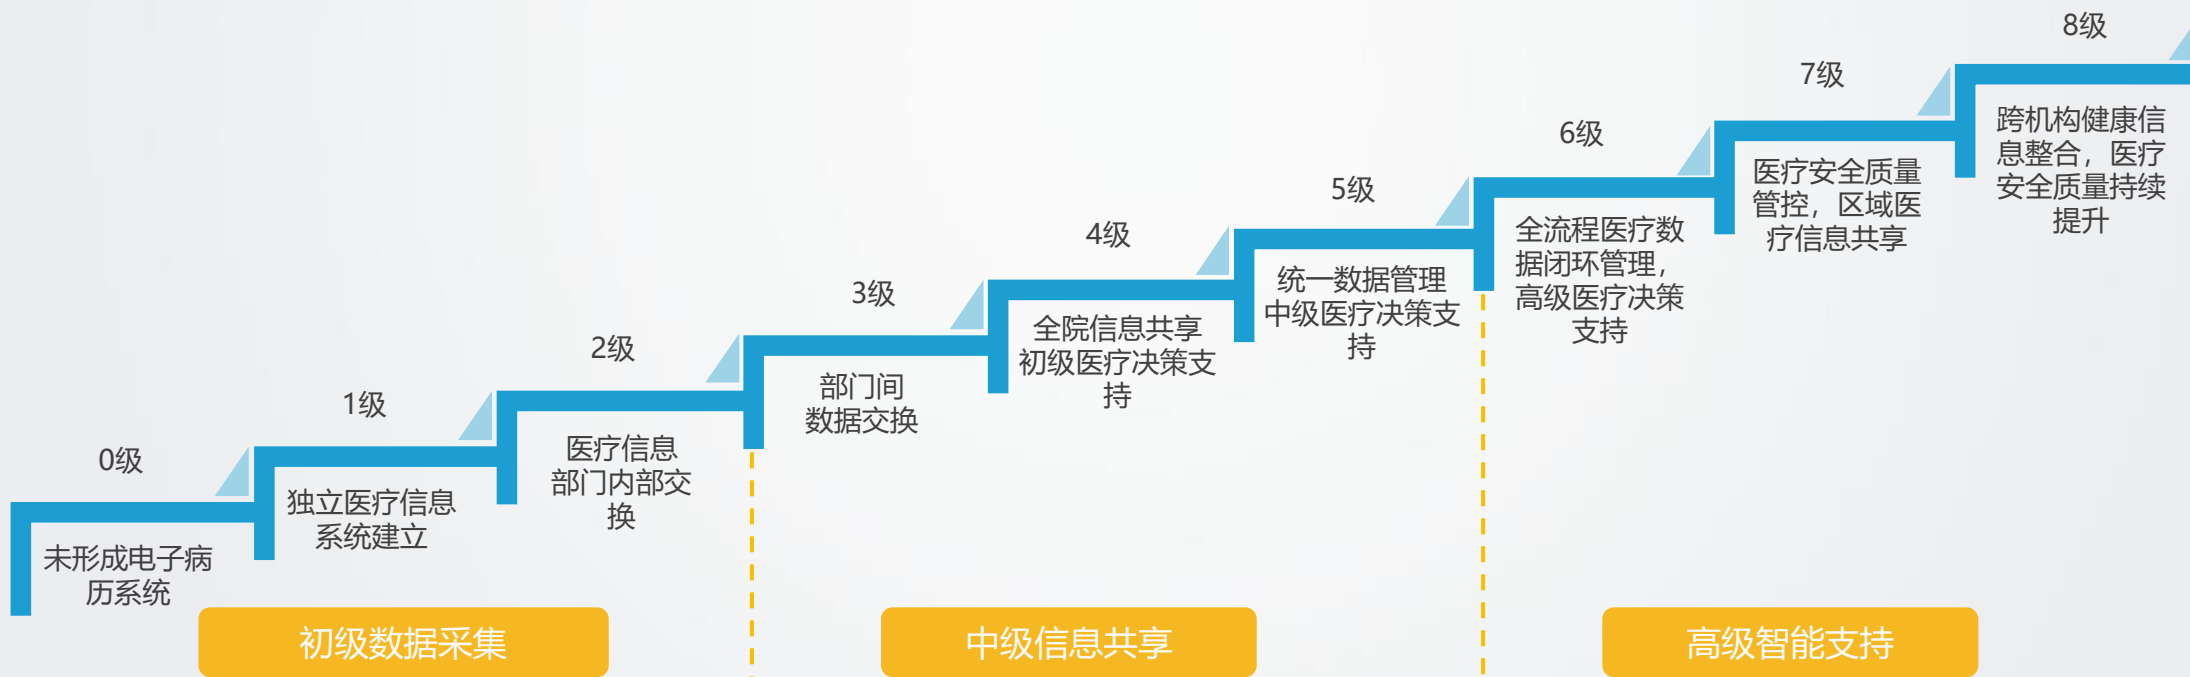 0级
未形成电子病
历系统
1级
独立医疗信息
系统建立
2级
医疗信息
部门内部交
换
3级
部门间
数据交换
4级
全院信息共享
初级医疗决策支
持
5级
统一数据管理
中级医疗决策支
持
6级
全流程医疗数
据闭环管理，
高级医疗决策
支持
7级
医疗安全质量
管控，区域医
疗信息共享
8级
跨机构健康信
息整合，医疗
安全质量持续
提升
初级数据采集
中级信息共享
高级智能支持